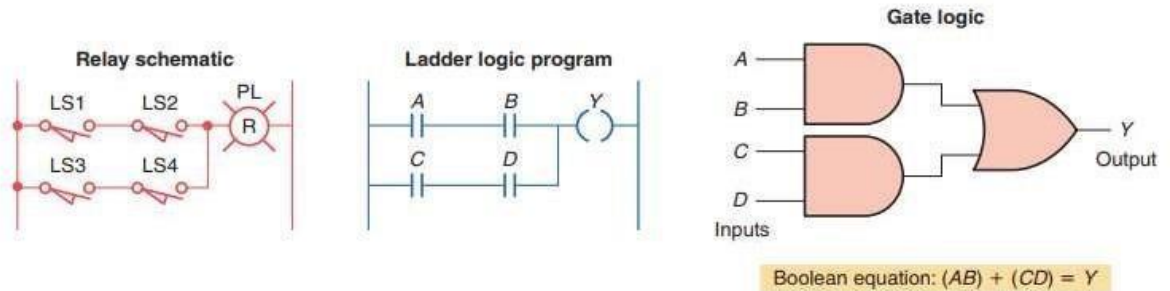 Relay schematic
LS1 LS2 PL
R
LS3 LS4
Ladder logic program
A B Y
C D
Gate logic
A
B
C
D
Inputs
Y
Output
Boolean equation: (AB) + (CD) = Y